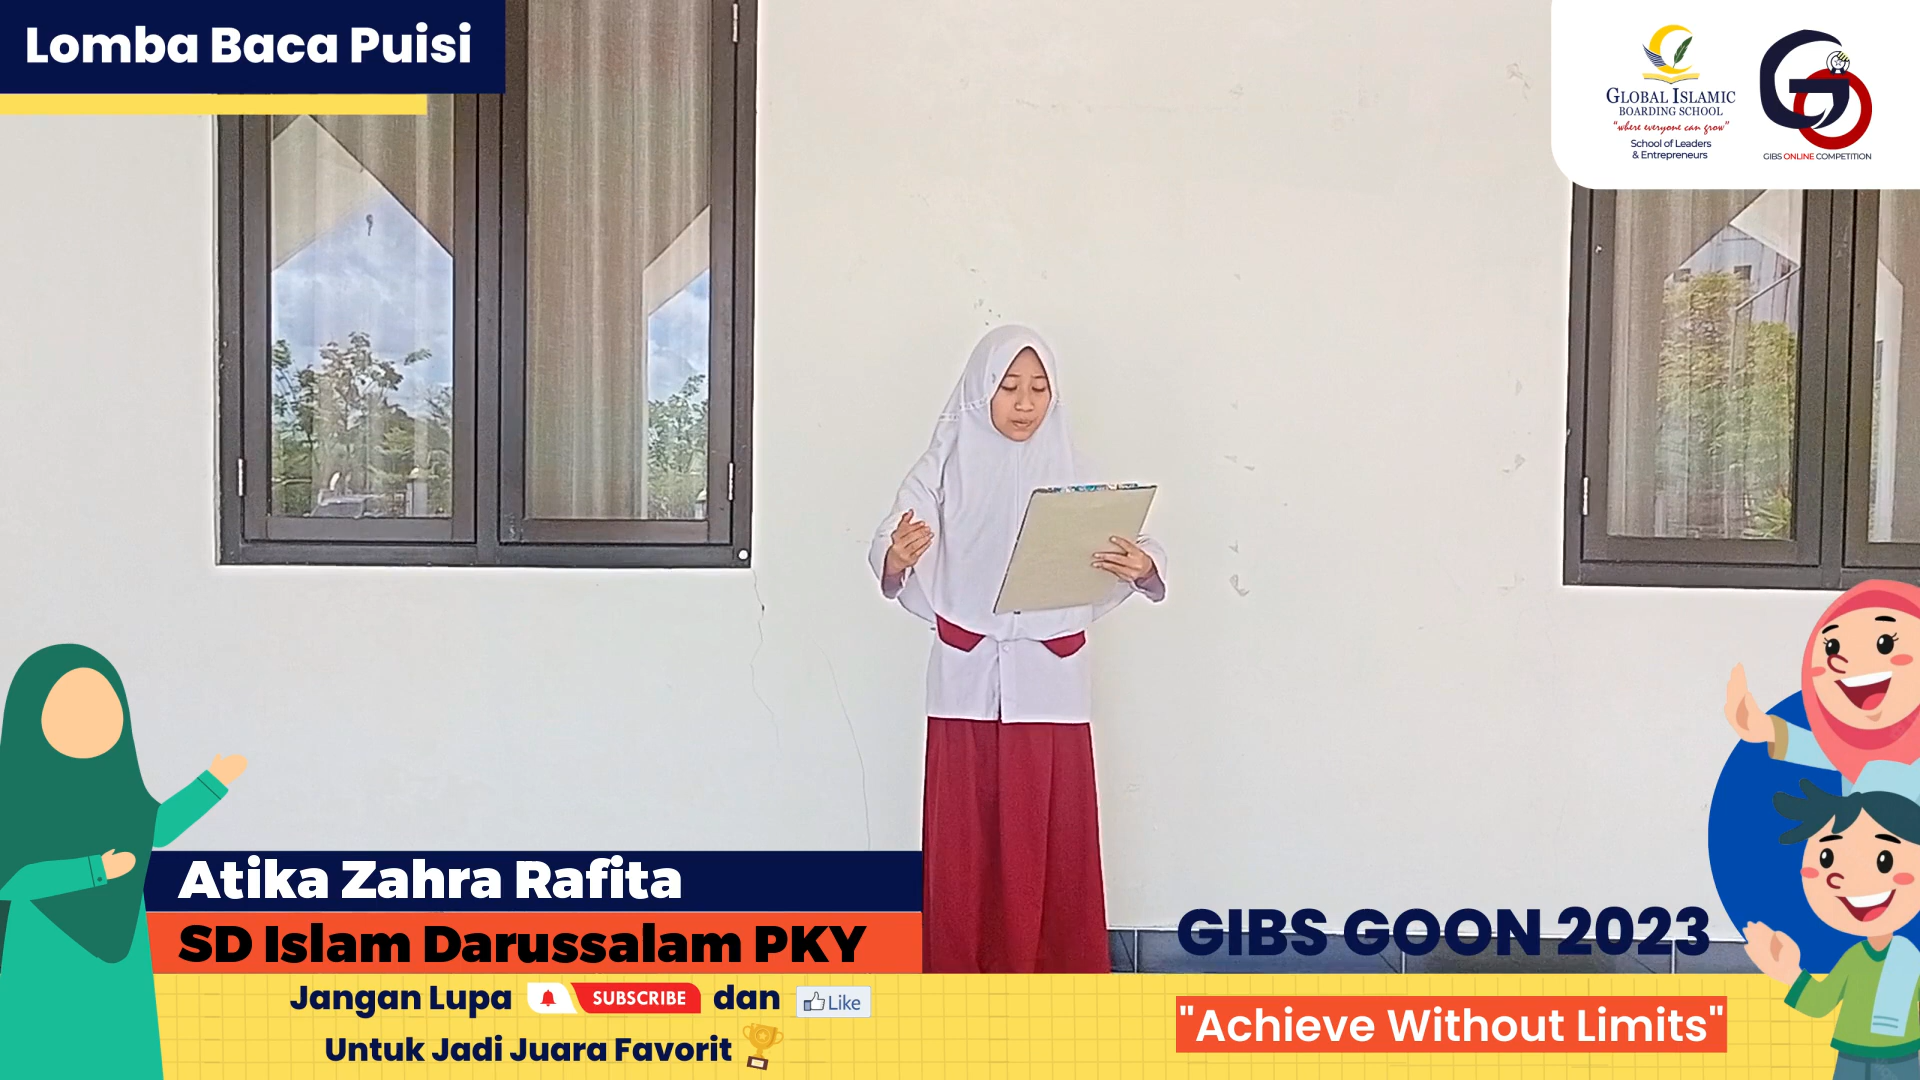 Lomba Baca Puisi
GLOBAL ISLAMIC
BOARDING SCHOOL
"where everyone can grow"
School of Leaders
& Entrepreneurs
GIBS ONLINE COMPETITION
Atika Zahra Rafita
SD Islam Darussalam PKY
Jangan Lupa SUBSCRIBE dan Like
Untuk Jadi Juara Favorit
GIBS GOON 2023
"Achieve Without Limits"